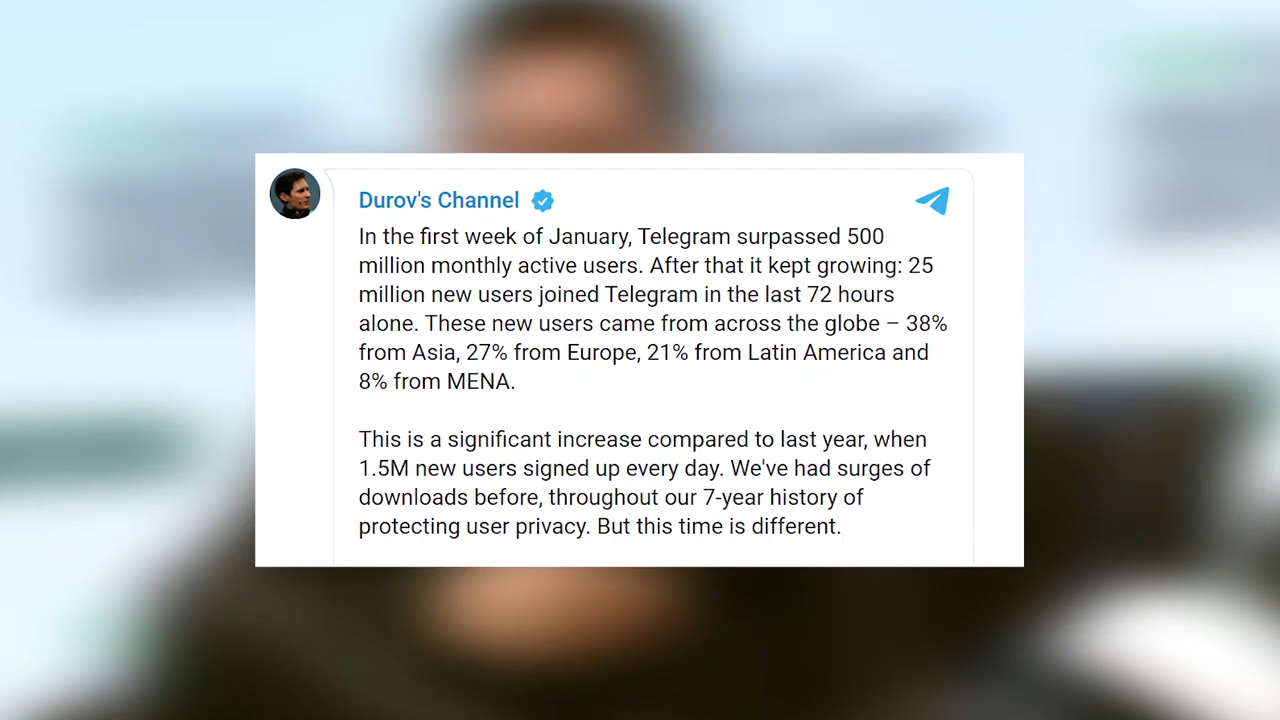 Durov's Channel
In the first week of January, Telegram surpassed 500
million monthly active users. After that it kept growing: 25
million new users joined Telegram in the last 72 hours
alone. These new users came from across the globe – 38%
from Asia, 27% from Europe, 21% from Latin America and
8% from MENA.
This is a significant increase compared to last year, when
1.5M new users signed up every day. We've had surges of
downloads before, throughout our 7-year history of
protecting user privacy. But this time is different.